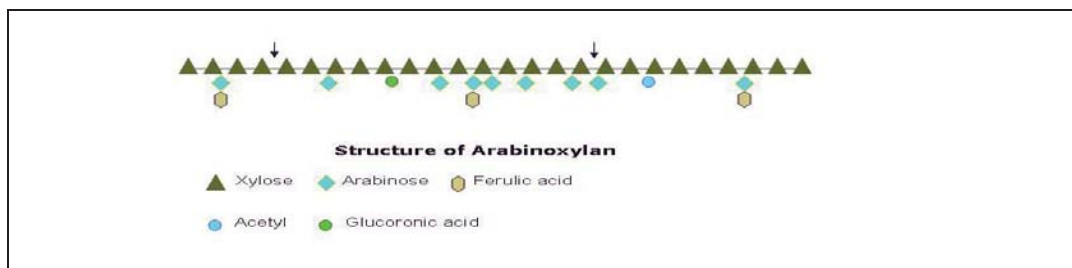 Structure of Arabinoxylan
Xylose Arabinose Ferulic acid
Acetyl Glucoronic acid